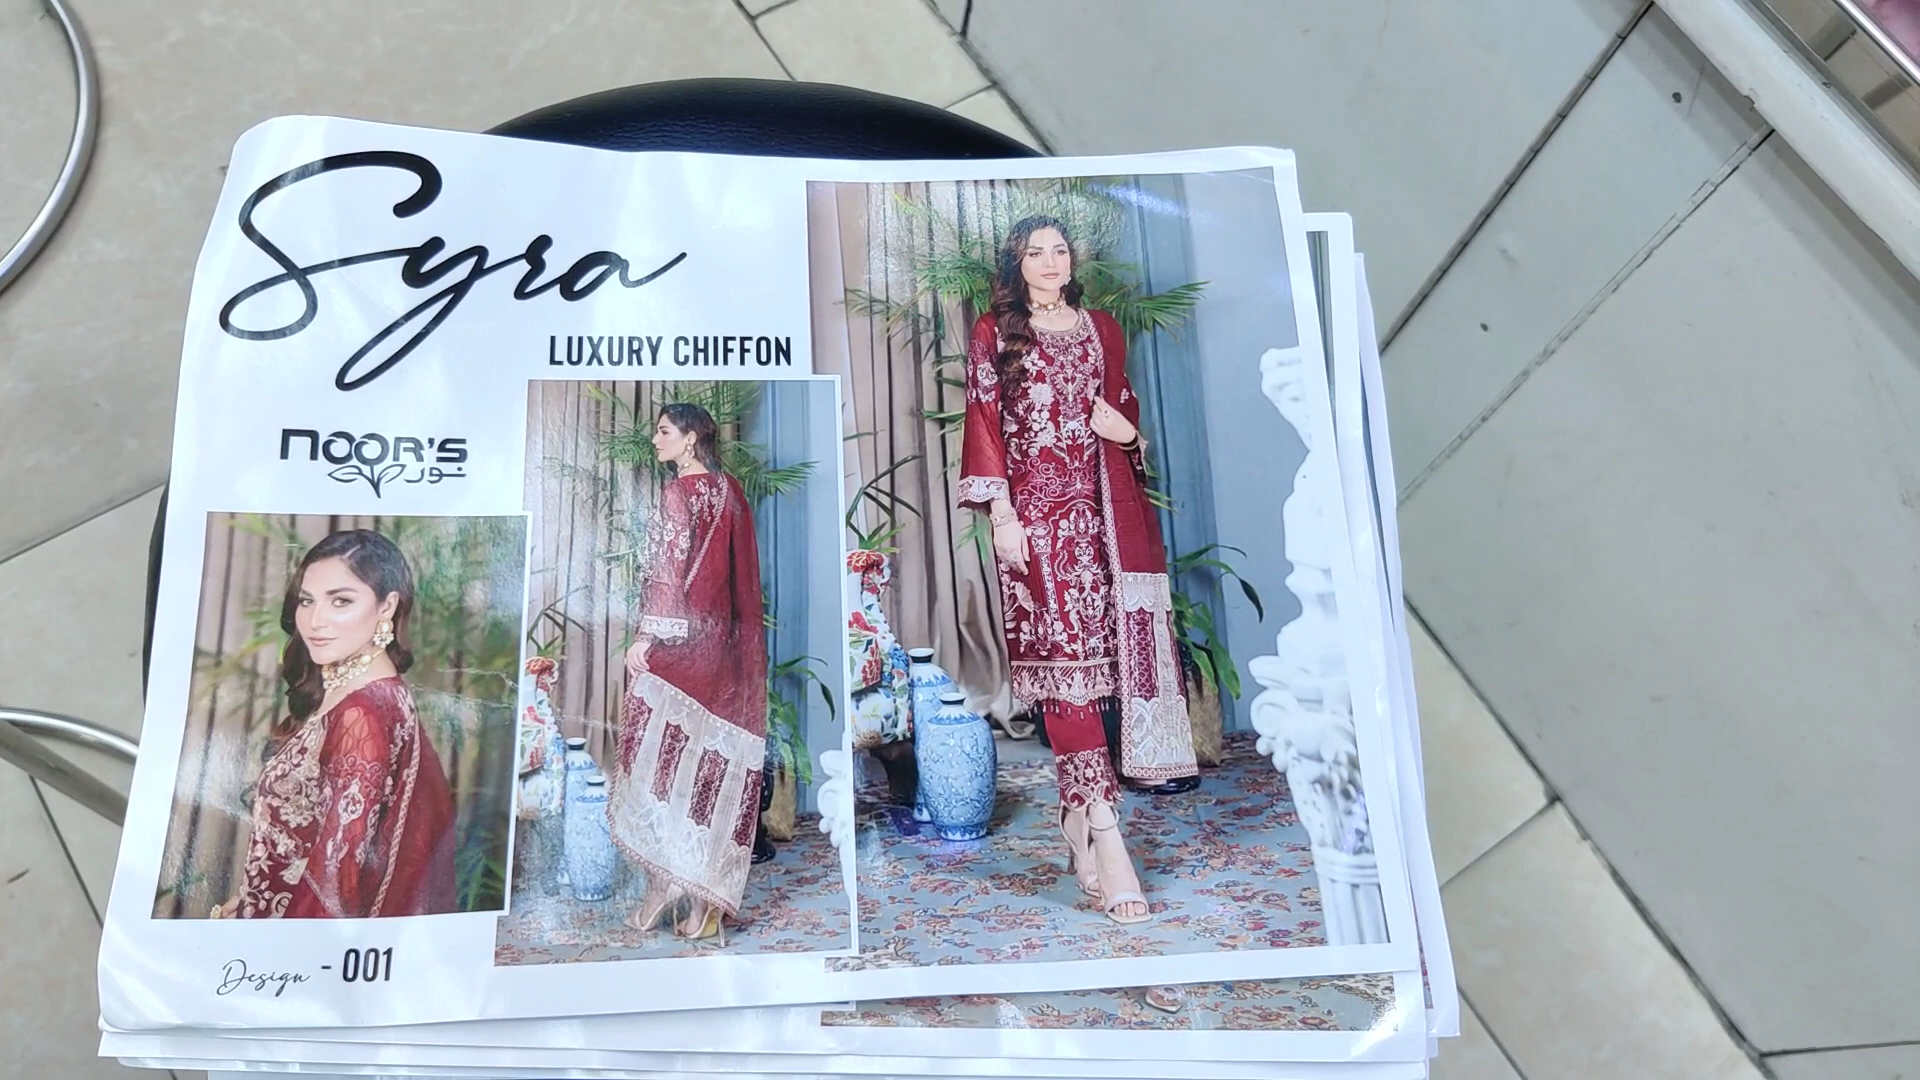 Syra
LUXURY CHIFFON
NOOR'S
نور
Design - 001